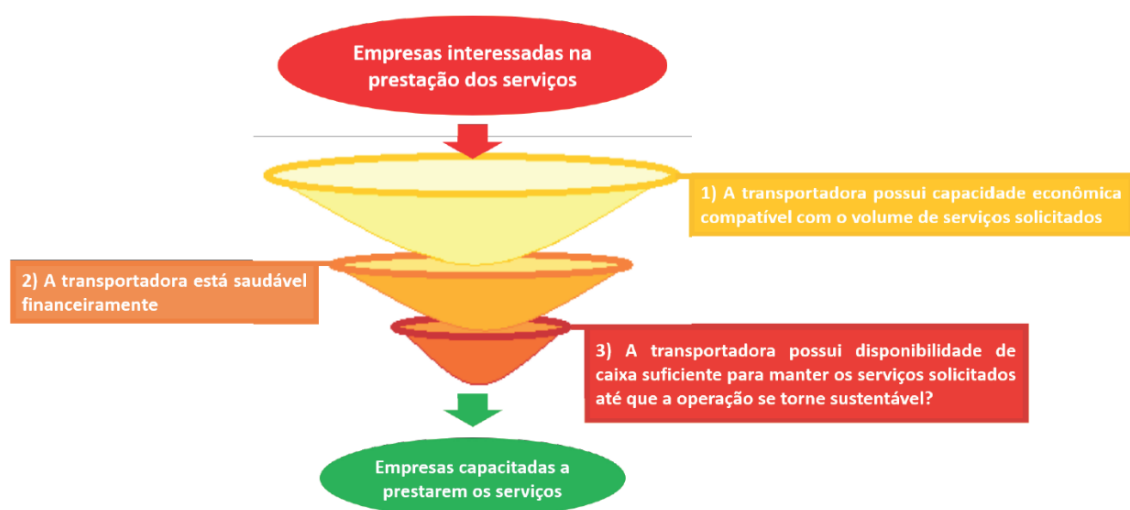 Empresas interessadas na
prestação dos serviços
1) A transportadora possui capacidade econômica
compatível com o volume de serviços solicitados
2) A transportadora está saudável
financeiramente
3) A transportadora possui disponibilidade de
caixa suficiente para manter os serviços solicitados
até que a operação se torne sustentável?
Empresas capacitadas a
prestarem os serviços